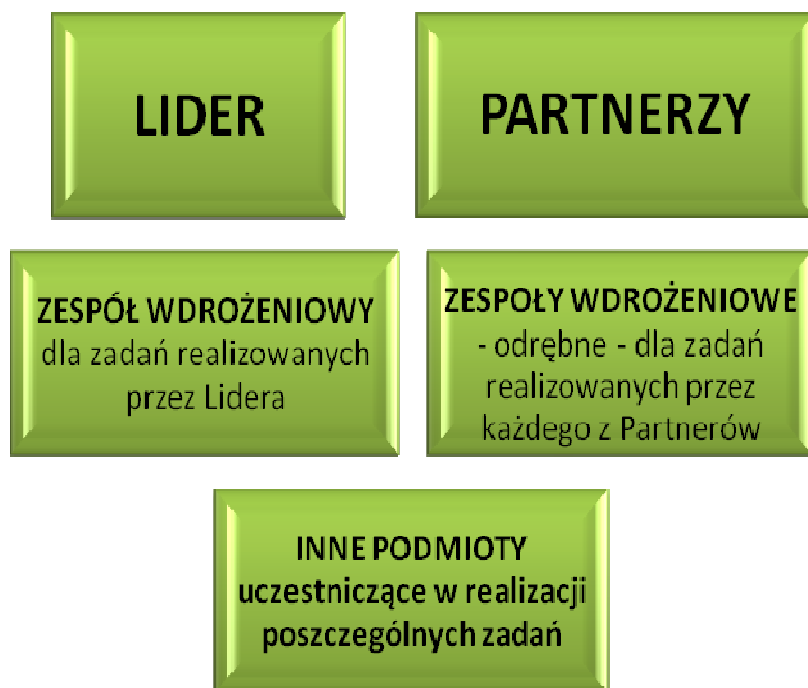 LIDER
PARTNERZY
ZESPÓŁ WDROŻENIOWY
dla zadań realizowanych
przez Lidera
ZESPOŁY WDROŻENIOWE
- odrębne - dla zadań
realizowanych przez
każdego z Partnerów
INNE PODMIOTY
uczestniczące w realizacji
poszczególnych zadań